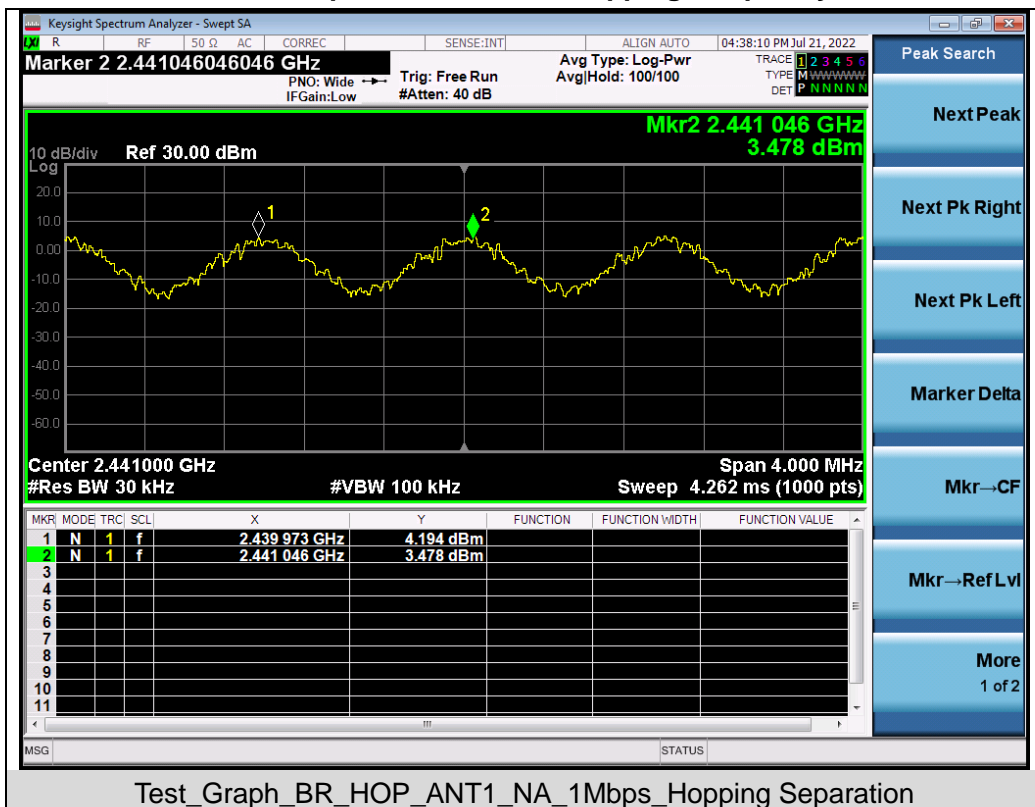 Keysight Spectrum Analyzer - Swept SA
LXI R RF 50 Ω AC CORREC SENSE:INT ALIGN AUTO 04:38:10 PM Jul 21, 2022
Marker 2 2.441046046046 GHz
PNO: Wide
IFGain:Low
Trig: Free Run
#Atten: 40 dB
Avg Type: Log-Pwr
Avg|Hold: 100/100
TRACE 1 2 3 4 5 6
TYPE M WWWWW
DET P N N N N N
Mkr2 2.441 046 GHz
3.478 dBm
10 dB/div Ref 30.00 dBm
Log
20.0
10.0
0.00
-10.0
-20.0
-30.0
-40.0
-50.0
-60.0
1
2
Center 2.441000 GHz Span 4.000 MHz
#Res BW 30 kHz #VBW 100 kHz Sweep 4.262 ms (1000 pts)
MKR MODE TRC SCL X Y FUNCTION FUNCTION WIDTH FUNCTION VALUE
1 N 1 f 2.439 973 GHz 4.194 dBm
2 N 1 f 2.441 046 GHz 3.478 dBm
3
4
5
6
7
8
9
10
11
MSG STATUS
Peak Search
Next Peak
Next Pk Right
Next Pk Left
Marker Delta
Mkr→CF
Mkr→Ref Lvl
More
1 of 2
Test_Graph_BR_HOP_ANT1_NA_1Mbps_Hopping Separation